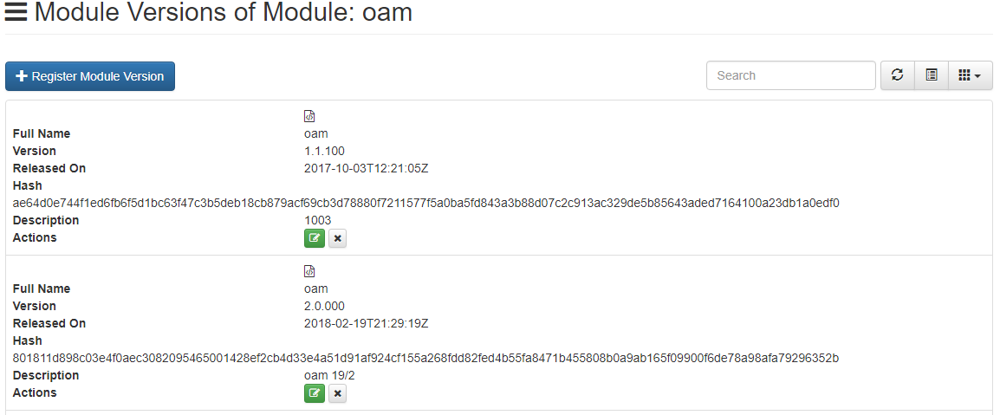 Module Versions of Module: oam
Register Module Version
Search
Full Name oam
Version 1.1.100
Released On 2017-10-03T12:21:05Z
Hash
ae64d0e744f1ed6fb6f5d1bc63f47c3b5deb18cb879acf69cb3d78880f7211577f5a0ba5fd843a3b88d07c2c913ac329de5b85643aded7164100a23db1a0edf0
Description 1003
Actions
Full Name oam
Version 2.0.000
Released On 2018-02-19T21:29:19Z
Hash
801811d898c03e4f0aec3082095465001428ef2cb4d33e4a51d91af924cf155a268fdd82fed4b55fa8471b455808b0a9ab165f09900f6de78a98afa79296352b
Description oam 19/2
Actions